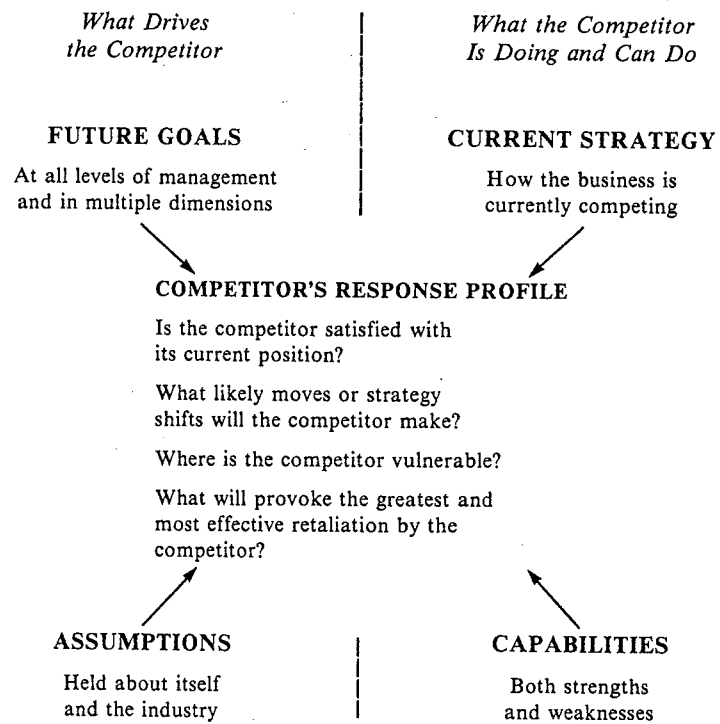 What Drives
the Competitor
What the Competitor
Is Doing and Can Do
FUTURE GOALS
At all levels of management
and in multiple dimensions
CURRENT STRATEGY
How the business is
currently competing
COMPETITOR'S RESPONSE PROFILE
Is the competitor satisfied with
its current position?
What likely moves or strategy
shifts will the competitor make?
Where is the competitor vulnerable?
What will provoke the greatest and
most effective retaliation by the
competitor?
ASSUMPTIONS
Held about itself
and the industry
CAPABILITIES
Both strengths
and weaknesses